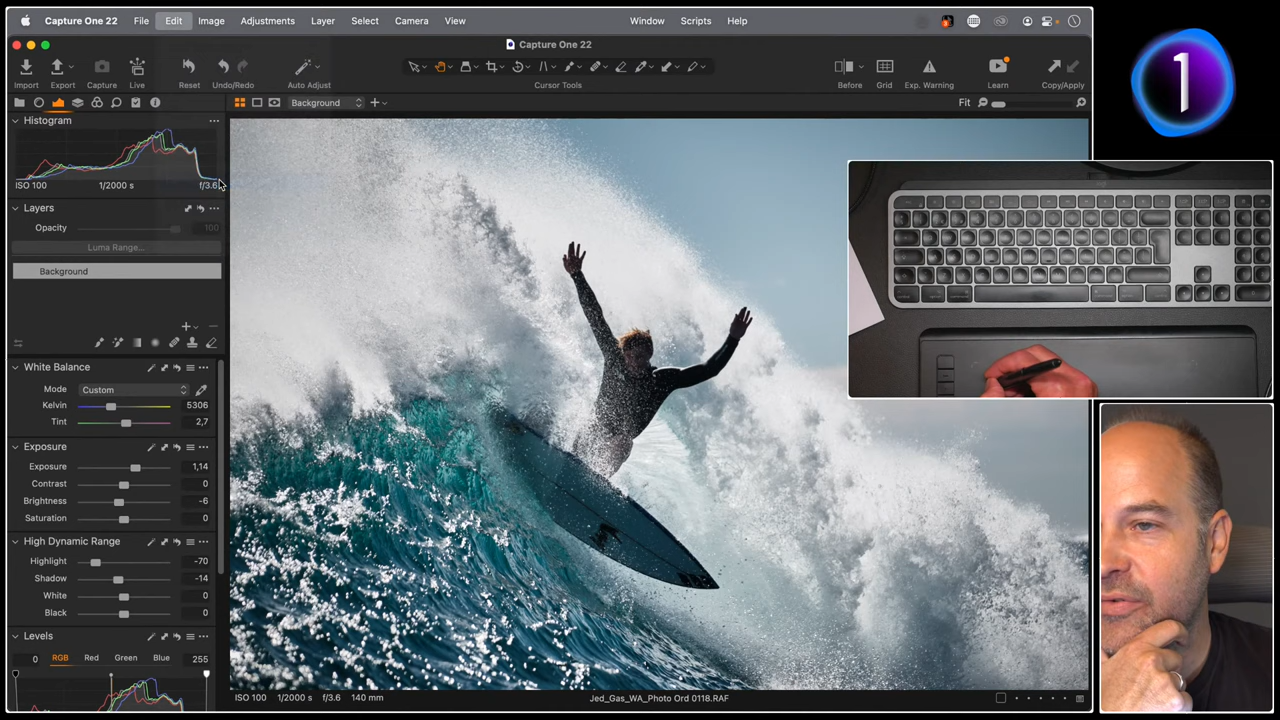 Capture One 22 File Edit Image Adjustments Layer Select Camera View Window Scripts Help
Capture One 22
1
Import Export Capture Live Reset Undo/Redo Auto Adjust Cursor Tools Before Grid Exp. Warning Learn Copy/Apply
Background Fit
Histogram
ISO 100 1/2000 s f/3.6
Layers
Opacity 100
Luma Range...
Background
White Balance
Mode Custom
Kelvin 5306
Tint 2,7
Exposure
Exposure 1,14
Contrast 0
Brightness -6
Saturation 0
High Dynamic Range
Highlight -70
Shadow -14
White 0
Black 0
Levels
0 RGB Red Green Blue 255
ISO 100 1/2000 s f/3.6 140 mm Jed_Gas_WA_Photo Ord 0118.RAF